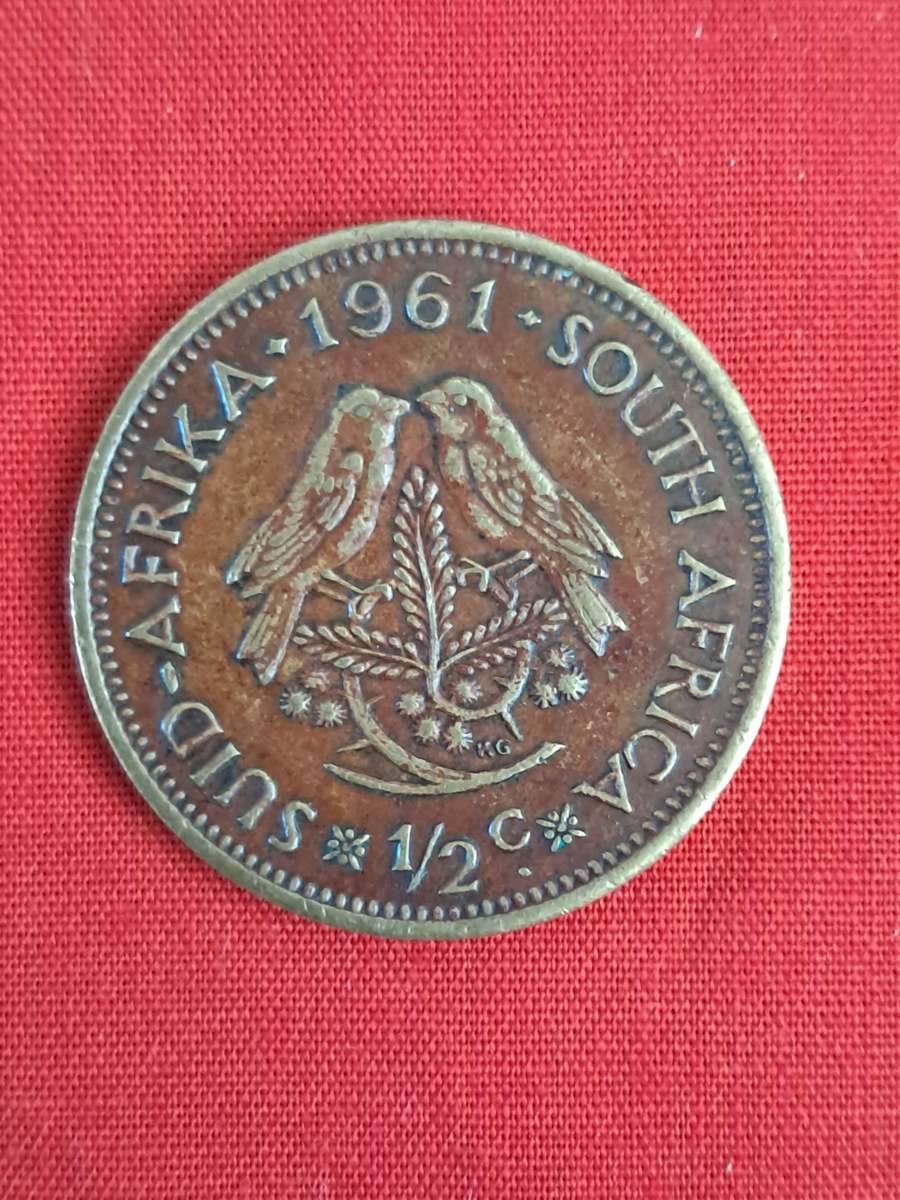 SUID-AFRIKA · 1961 · SOUTH AFRICA
1/2 C
KG